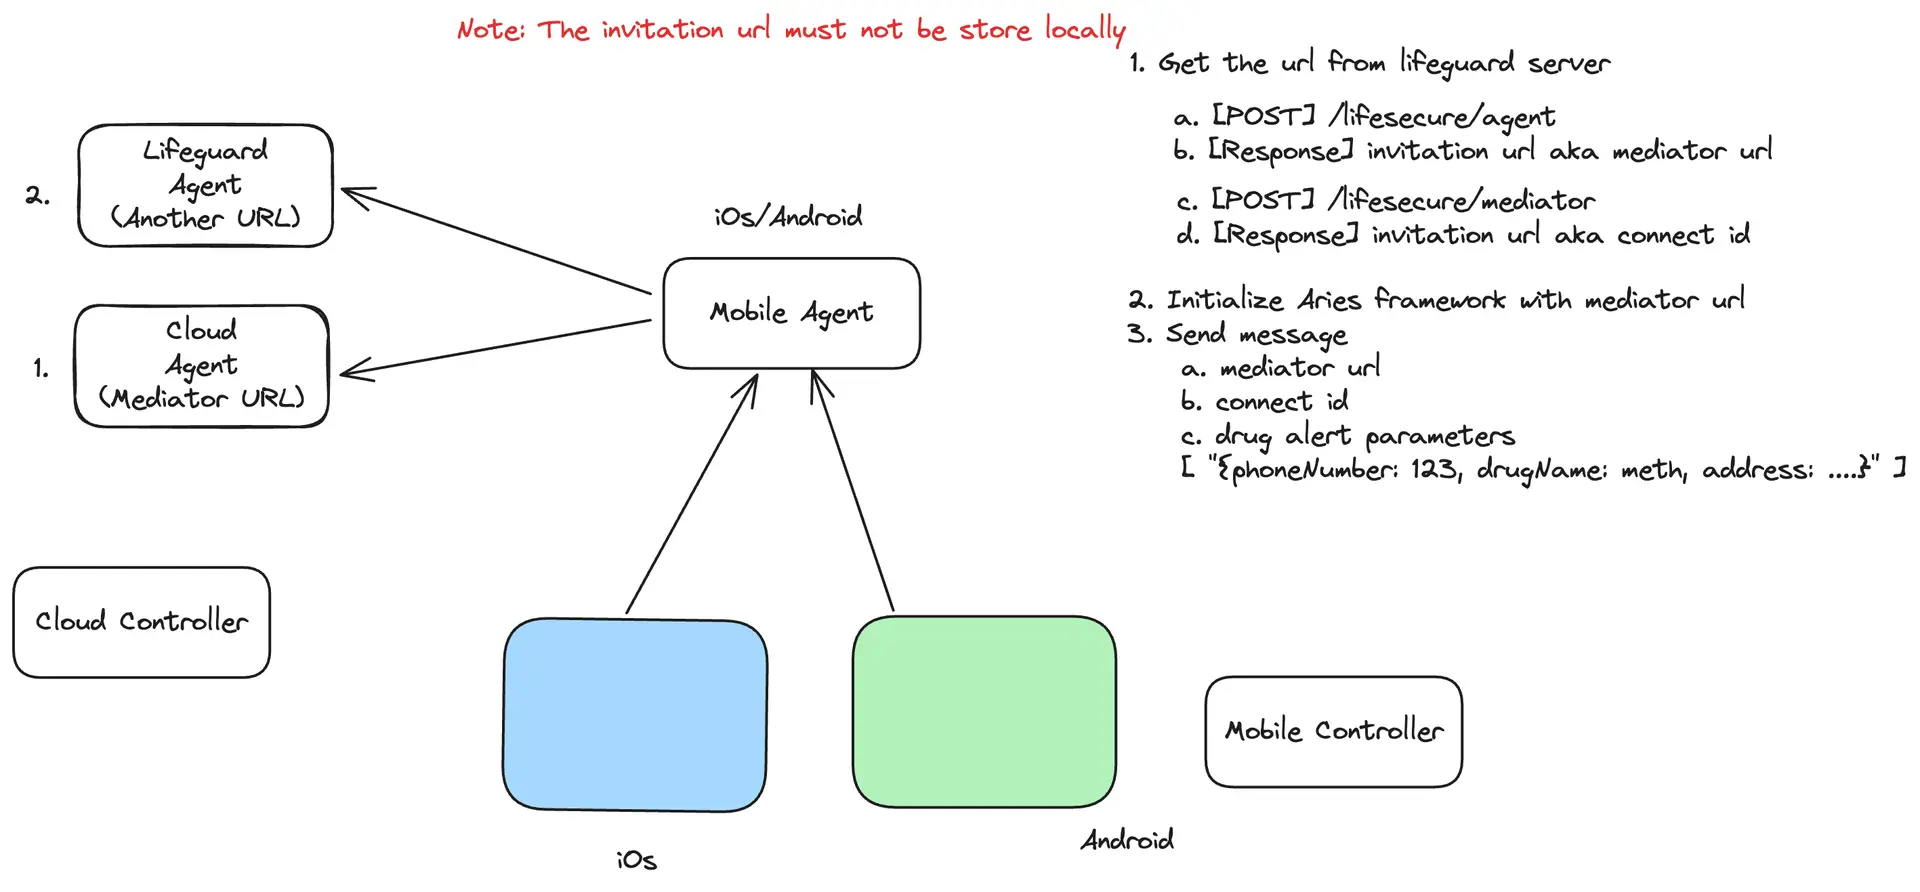 Note: The invitation url must not be store locally
1. Get the url from lifeguard server
a. [POST] /lifesecure/agent
b. [Response] invitation url aka mediator url
c. [POST] /lifesecure/mediator
d. [Response] invitation url aka connect id
2. Initialize Aries framework with mediator url
3. Send message
a. mediator url
b. connect id
c. drug alert parameters
[ "{phoneNumber: 123, drugName: meth, address: ....}" ]
2.
Lifeguard
Agent
(Another URL)
iOs/Android
Mobile Agent
1.
Cloud
Agent
(Mediator URL)
Cloud Controller
Mobile Controller
iOs
Android